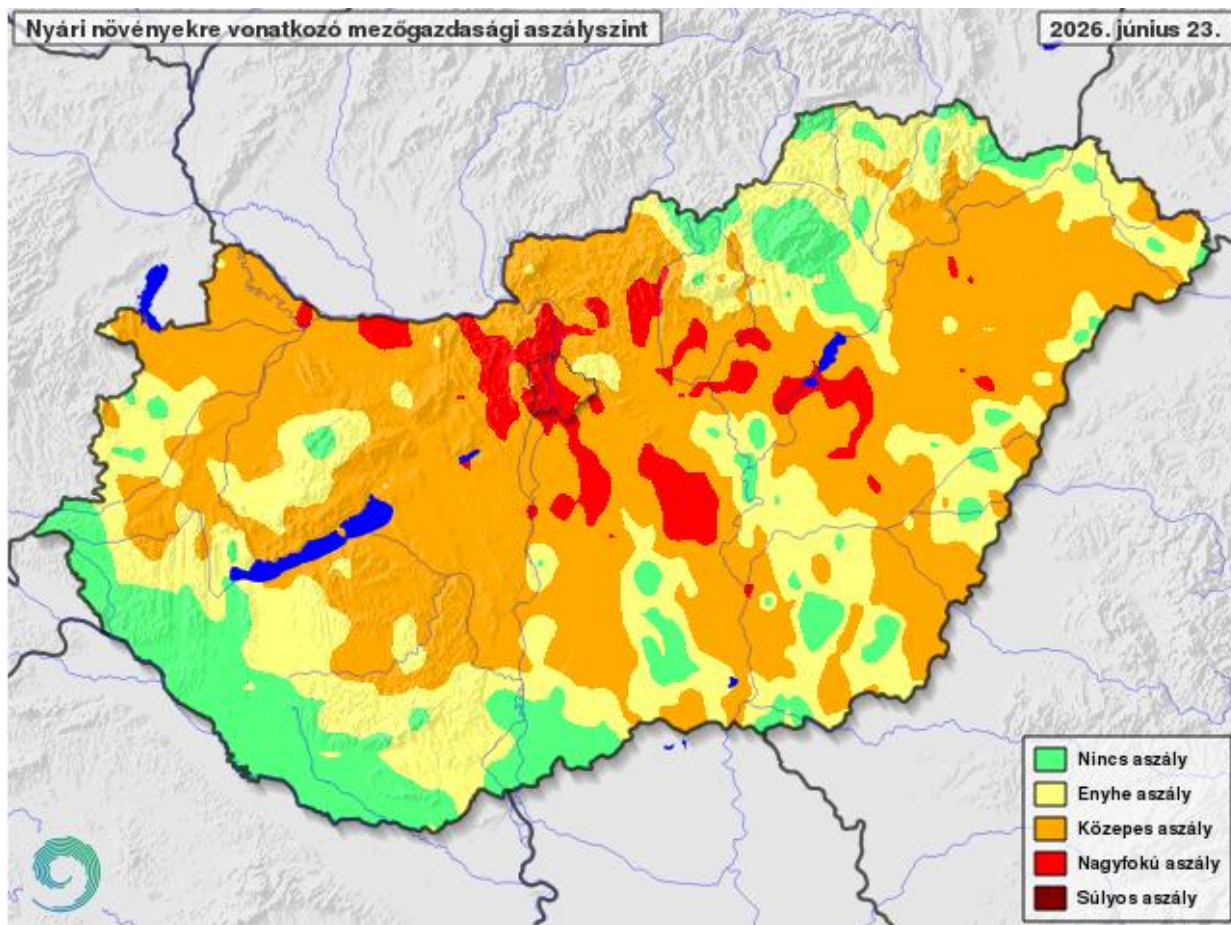 Nyári növényekre vonatkozó mezőgazdasági aszályszint
2026. június 23.
Nincs aszály
Enyhe aszály
Közepes aszály
Nagyfokú aszály
Súlyos aszály